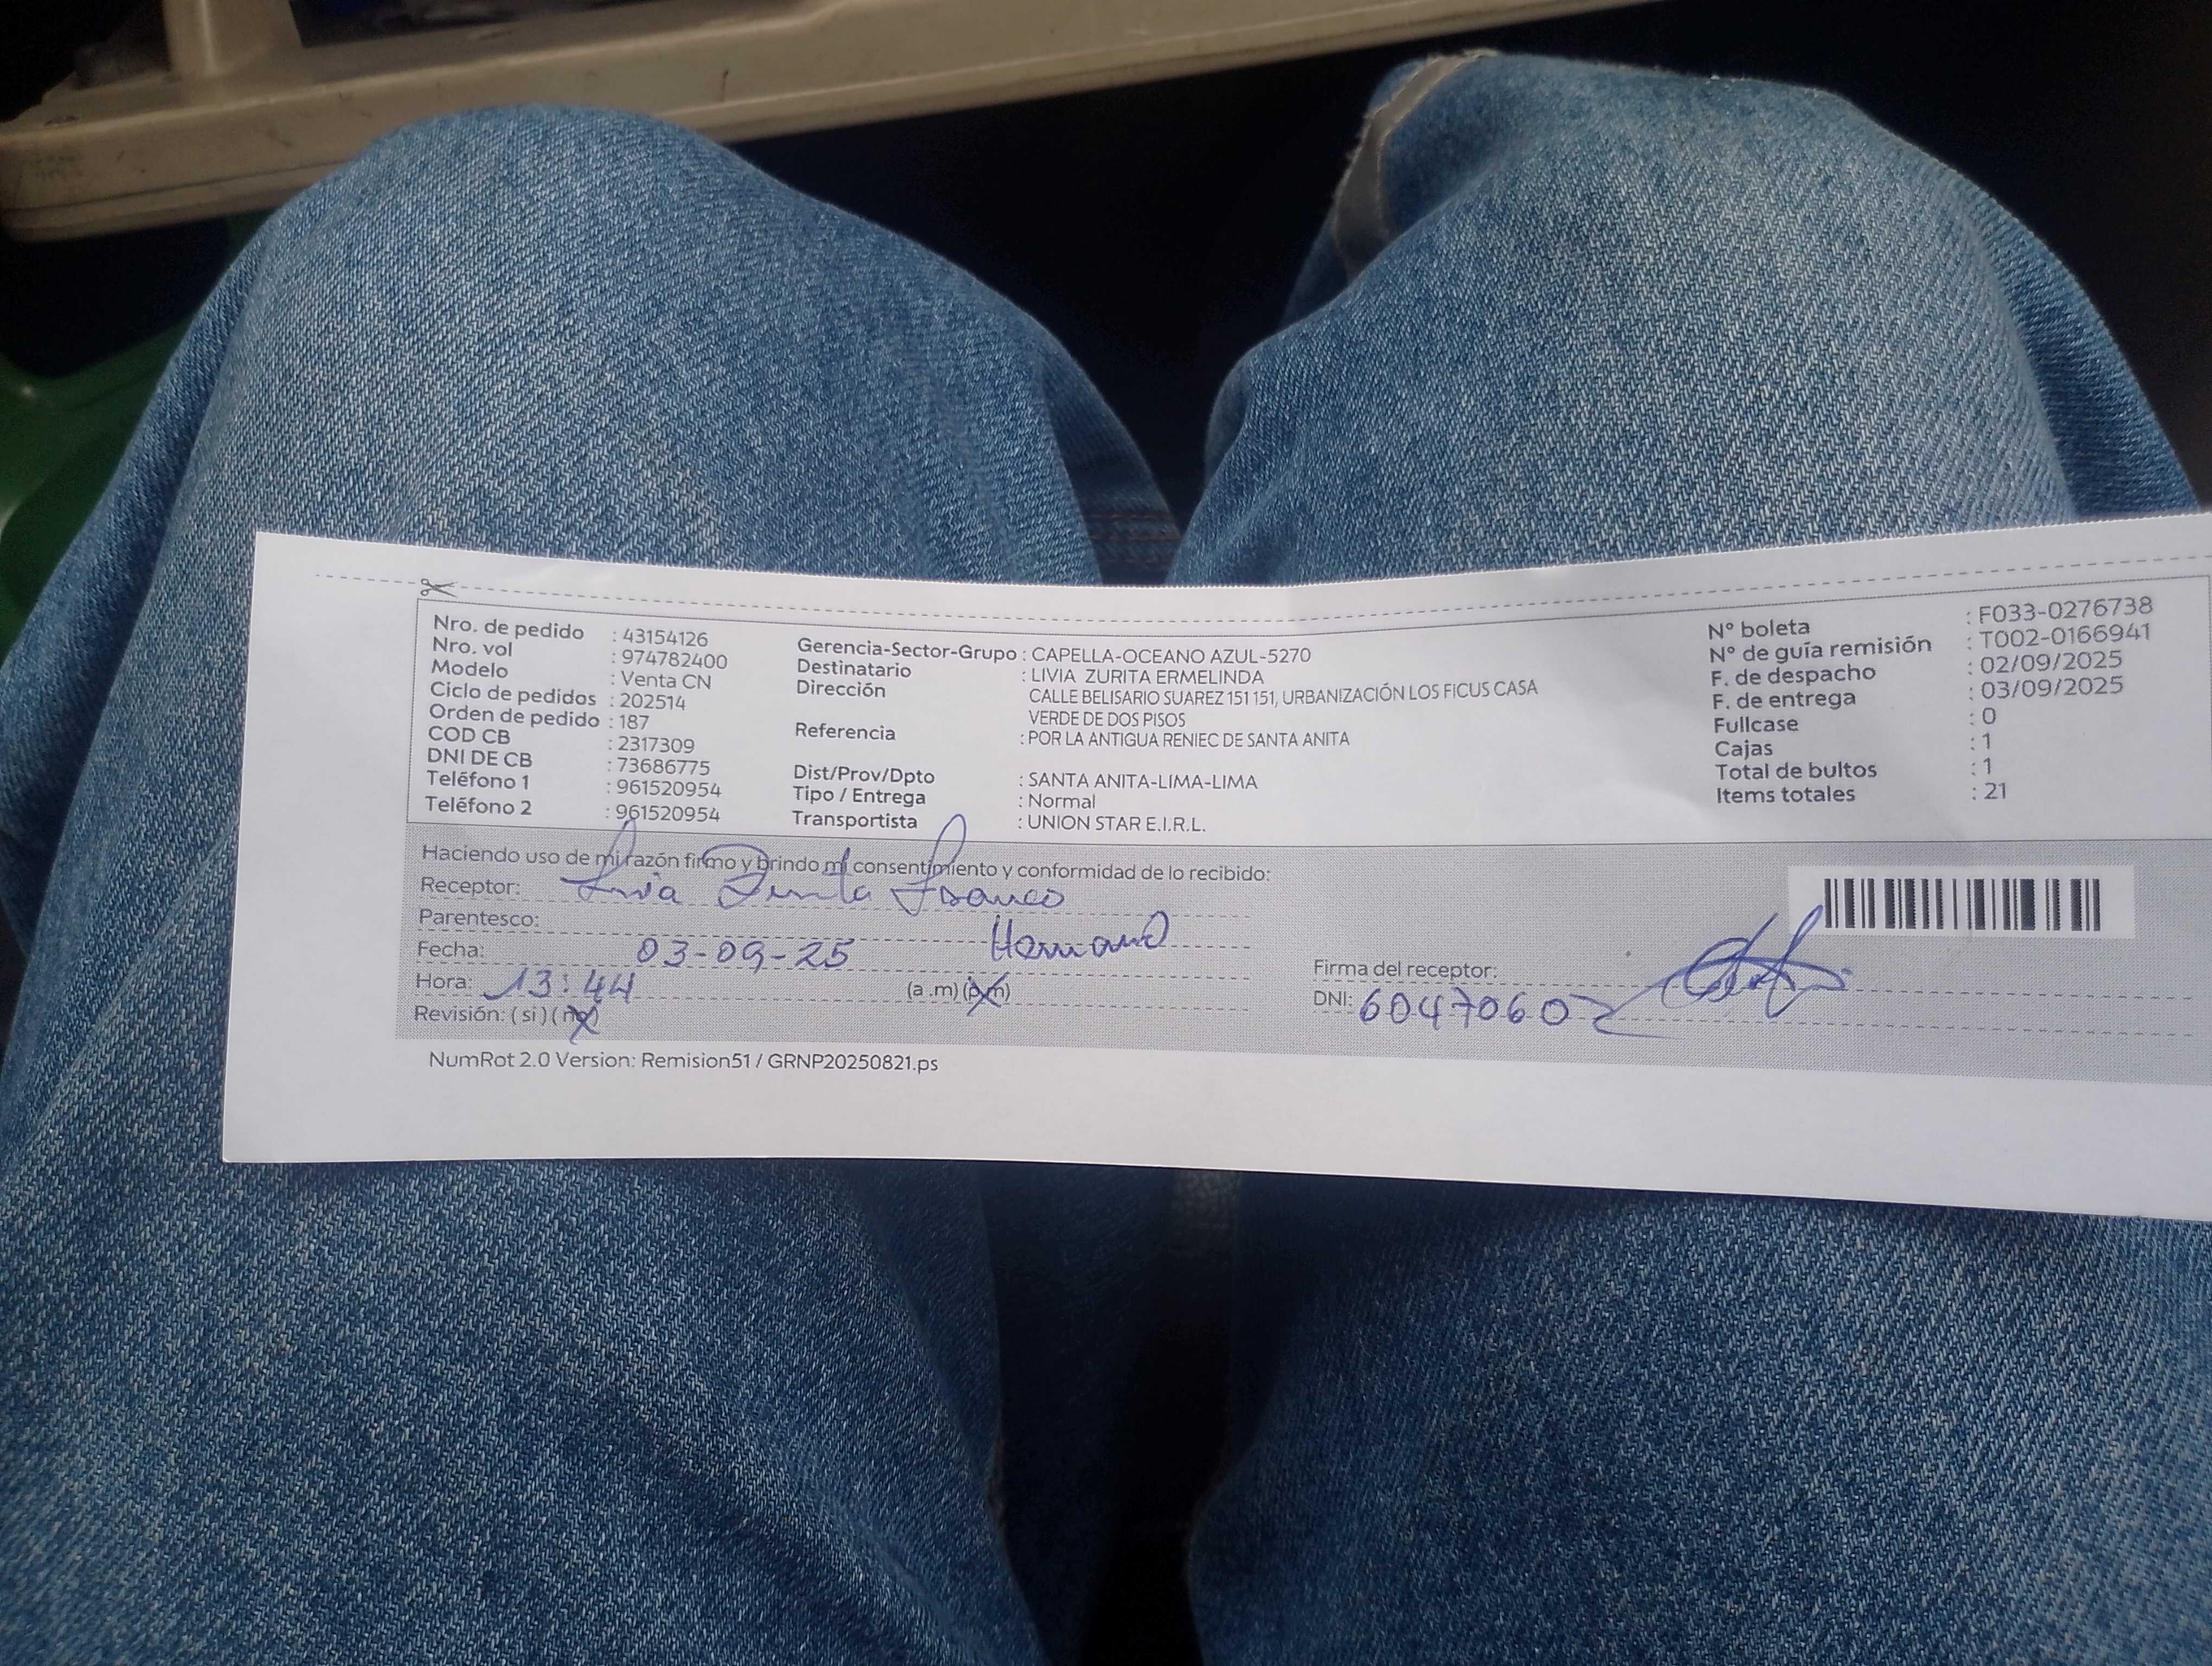 Nro. de pedido : 43154126
Nro. vol : 974782400
Modelo : Venta CN
Ciclo de pedidos : 202514
Orden de pedido : 187
COD CB : 2317309
DNI DE CB : 73686775
Teléfono 1 : 961520954
Teléfono 2 : 961520954
Gerencia-Sector-Grupo : CAPELLA-OCEANO AZUL-5270
Destinatario : LIVIA ZURITA ERMELINDA
Dirección CALLE BELISARIO SUAREZ 151 151, URBANIZACIÓN LOS FICUS CASA
VERDE DE DOS PISOS
Referencia : POR LA ANTIGUA RENIEC DE SANTA ANITA
Dist/Prov/Dpto : SANTA ANITA-LIMA-LIMA
Tipo / Entrega : Normal
Transportista : UNION STAR E.I.R.L.
N° boleta : F033-0276738
N° de guía remisión : T002-0166941
F. de despacho : 02/09/2025
F. de entrega : 03/09/2025
Fullcase : 0
Cajas : 1
Total de bultos : 1
Items totales : 21
Haciendo uso de mi razón firmo y brindo mi consentimiento y conformidad de lo recibido:
Receptor: Livia Zurita Franco
Parentesco: Hermano
Fecha: 03-09-25
Hora: 13:44 (a .m) (p.m)
Revisión: ( si ) ( no )
Firma del receptor:
DNI: 60470602
NumRot 2.0 Version: Remision51 / GRNP20250821.ps